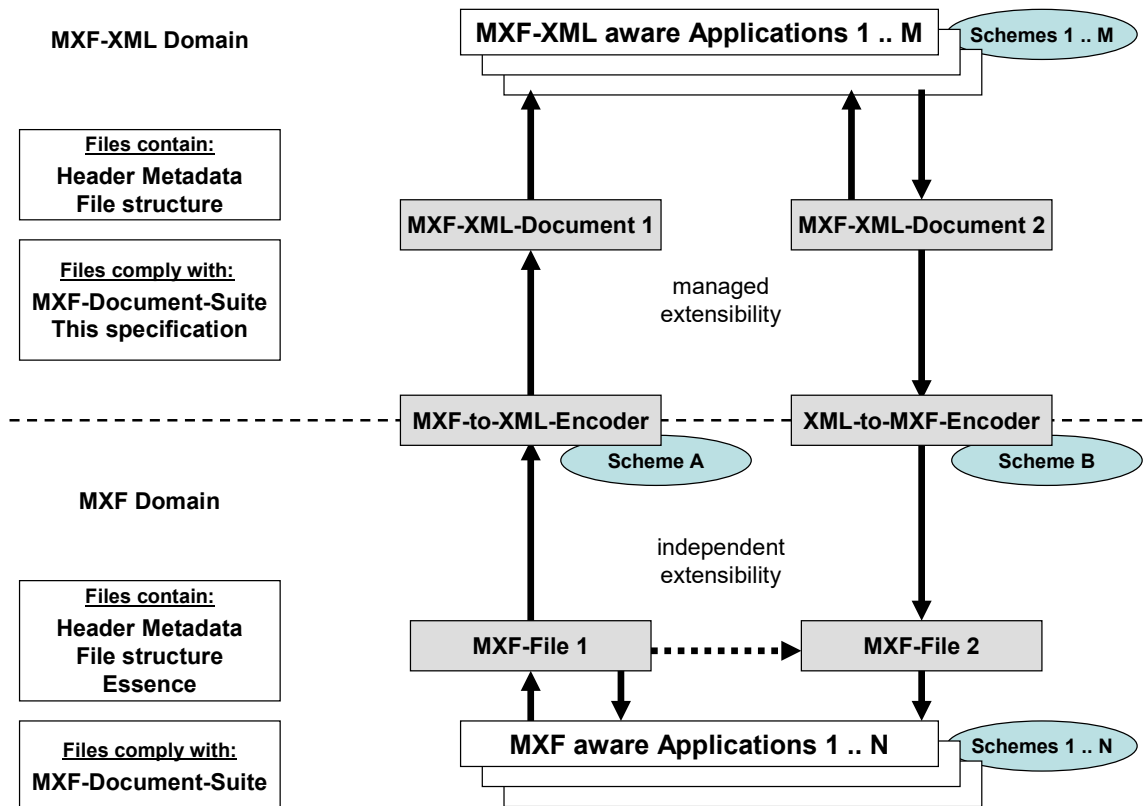 MXF-XML Domain
MXF-XML aware Applications 1 .. M
Schemes 1 .. M
Files contain:
Header Metadata
File structure
MXF-XML-Document 1
MXF-XML-Document 2
Files comply with:
MXF-Document-Suite
This specification
managed
extensibility
MXF-to-XML-Encoder
XML-to-MXF-Encoder
Scheme A
Scheme B
MXF Domain
independent
extensibility
Files contain:
Header Metadata
File structure
Essence
MXF-File 1
MXF-File 2
Files comply with:
MXF-Document-Suite
MXF aware Applications 1 .. N
Schemes 1 .. N